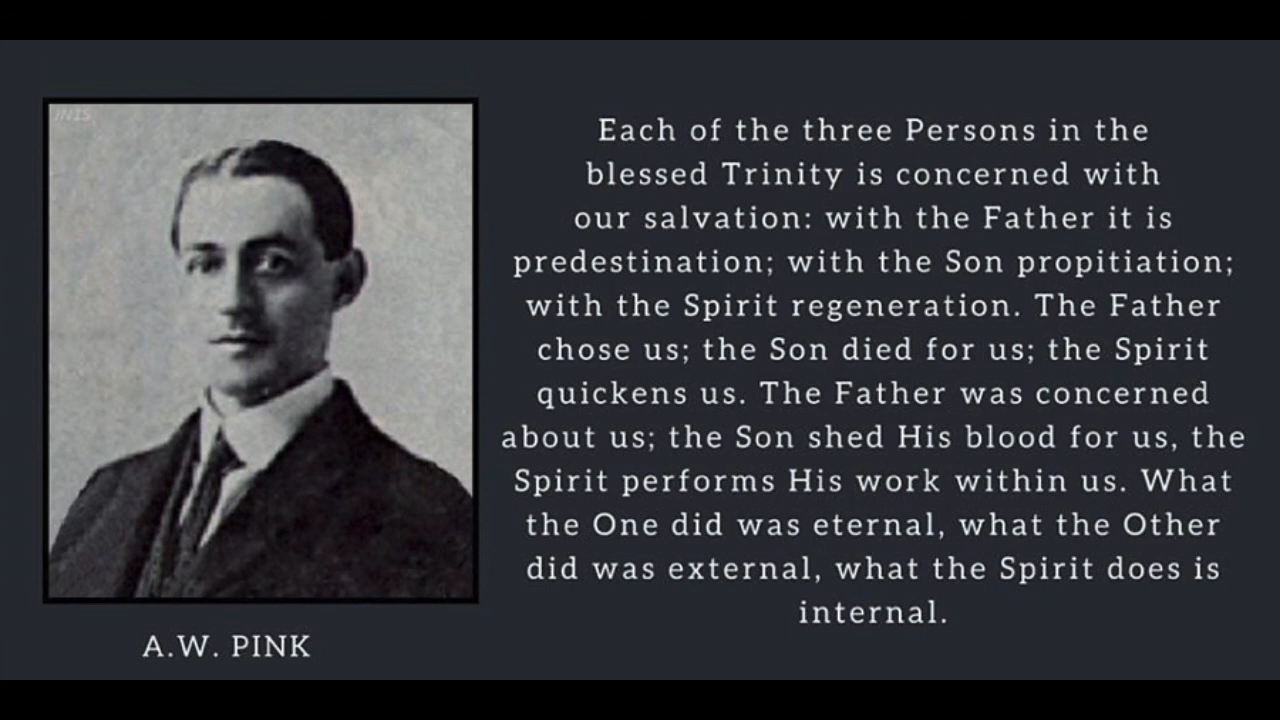 JNIS
Each of the three Persons in the
blessed Trinity is concerned with
our salvation: with the Father it is
predestination; with the Son propitiation;
with the Spirit regeneration. The Father
chose us; the Son died for us; the Spirit
quickens us. The Father was concerned
about us; the Son shed His blood for us, the
Spirit performs His work within us. What
the One did was eternal, what the Other
did was external, what the Spirit does is
internal.
A.W. PINK